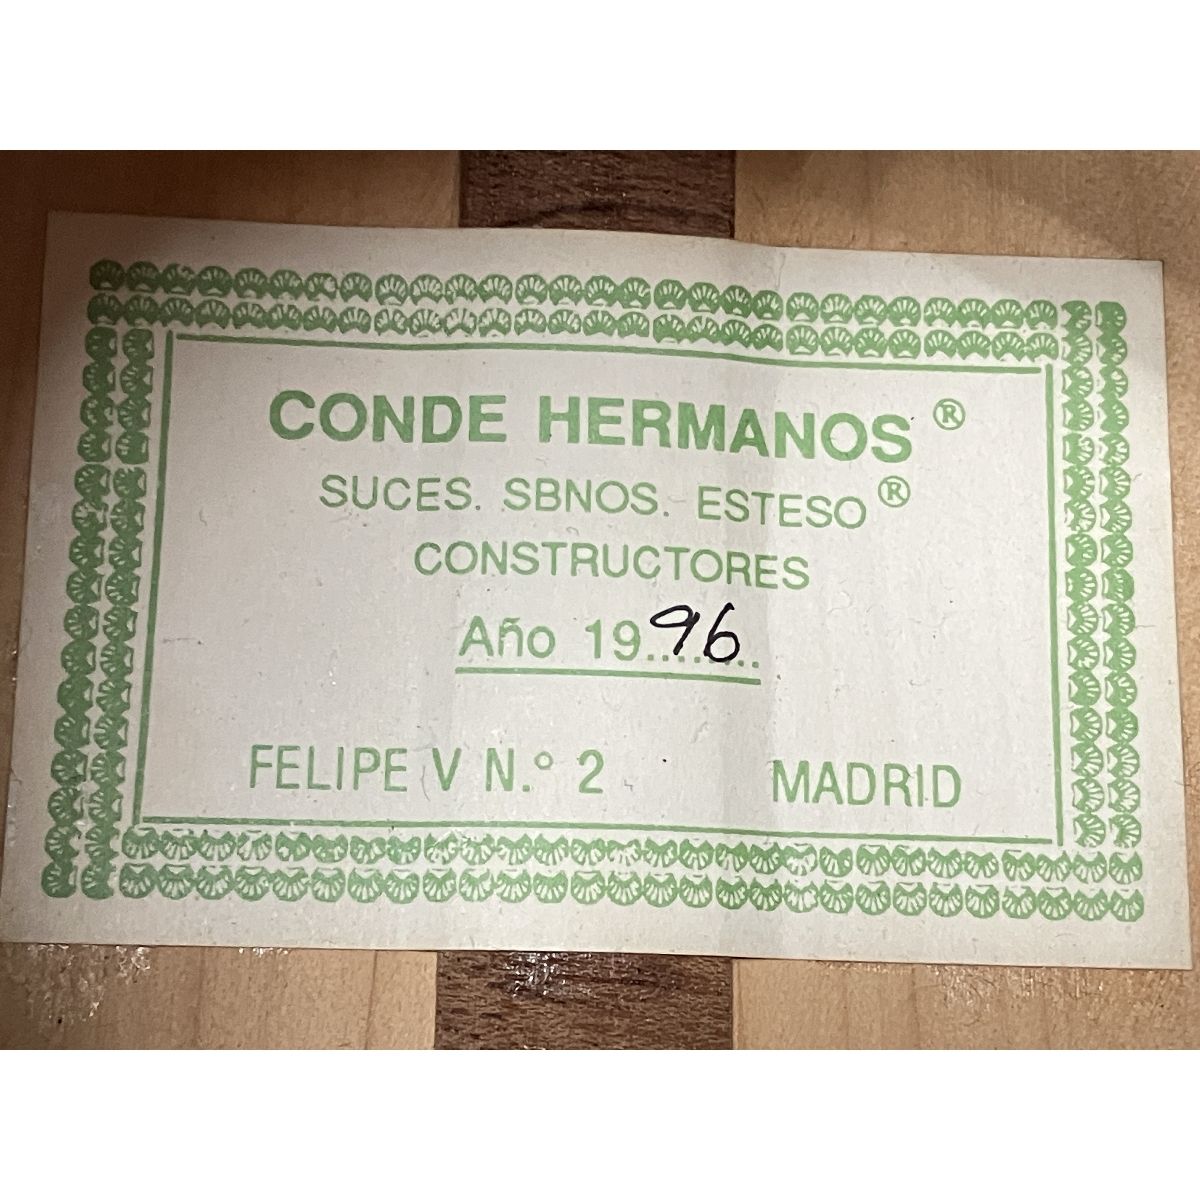 CONDE HERMANOS®
SUCES. SBNOS. ESTESO®
CONSTRUCTORES
Año 1996
FELIPE V N.º 2 MADRID